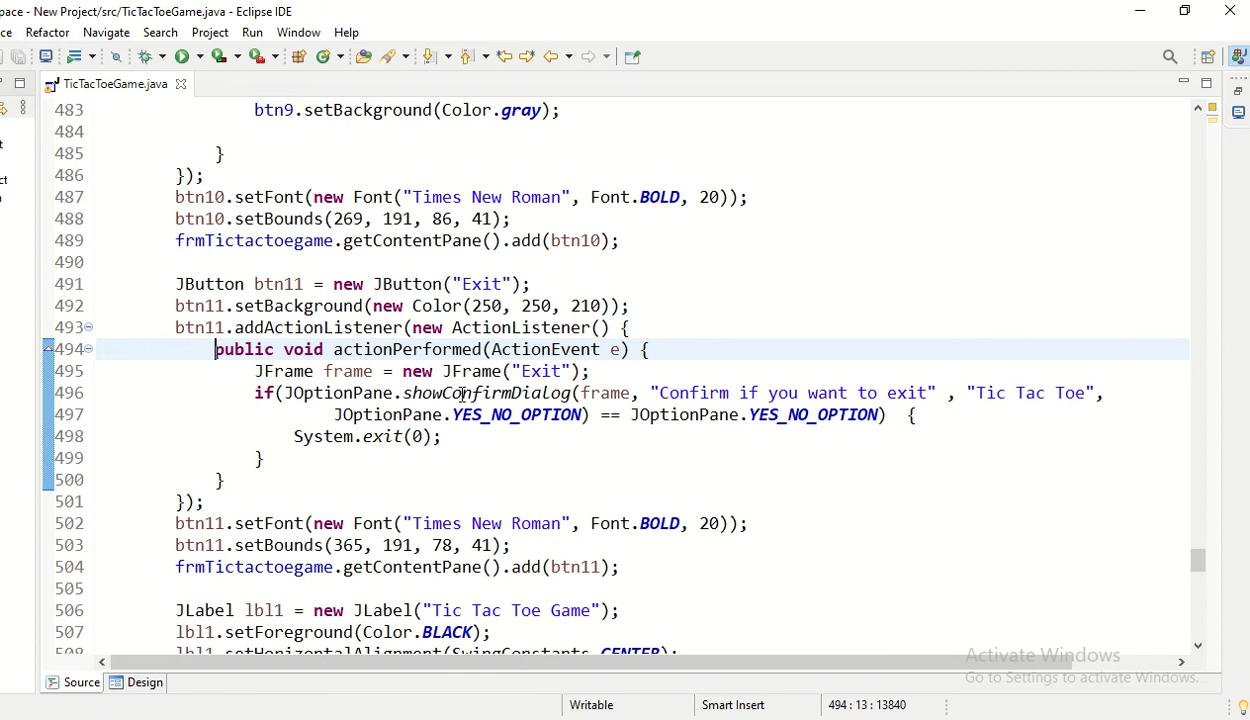 pace - New Project/src/TicTacToeGame.java - Eclipse IDE
ce Refactor Navigate Search Project Run Window Help
TicTacToeGame.java
483 btn9.setBackground(Color.gray);
484
485 }
486 });
487 btn10.setFont(new Font("Times New Roman", Font.BOLD, 20));
488 btn10.setBounds(269, 191, 86, 41);
489 frmTictactoegame.getContentPane().add(btn10);
490
491 JButton btn11 = new JButton("Exit");
492 btn11.setBackground(new Color(250, 250, 210));
493 btn11.addActionListener(new ActionListener() {
494 public void actionPerformed(ActionEvent e) {
495 JFrame frame = new JFrame("Exit");
496 if(JOptionPane.showConfirmDialog(frame, "Confirm if you want to exit" , "Tic Tac Toe",
497 JOptionPane.YES_NO_OPTION) == JOptionPane.YES_NO_OPTION) {
498 System.exit(0);
499 }
500 }
501 });
502 btn11.setFont(new Font("Times New Roman", Font.BOLD, 20));
503 btn11.setBounds(365, 191, 78, 41);
504 frmTictactoegame.getContentPane().add(btn11);
505
506 JLabel lbl1 = new JLabel("Tic Tac Toe Game");
507 lbl1.setForeground(Color.BLACK);
508 lbl1.setHorizontalAlignment(SwingConstants.CENTER);
Activate Windows
Go to Settings to activate Windows.
Source Design
Writable Smart Insert 494 : 13 : 13840